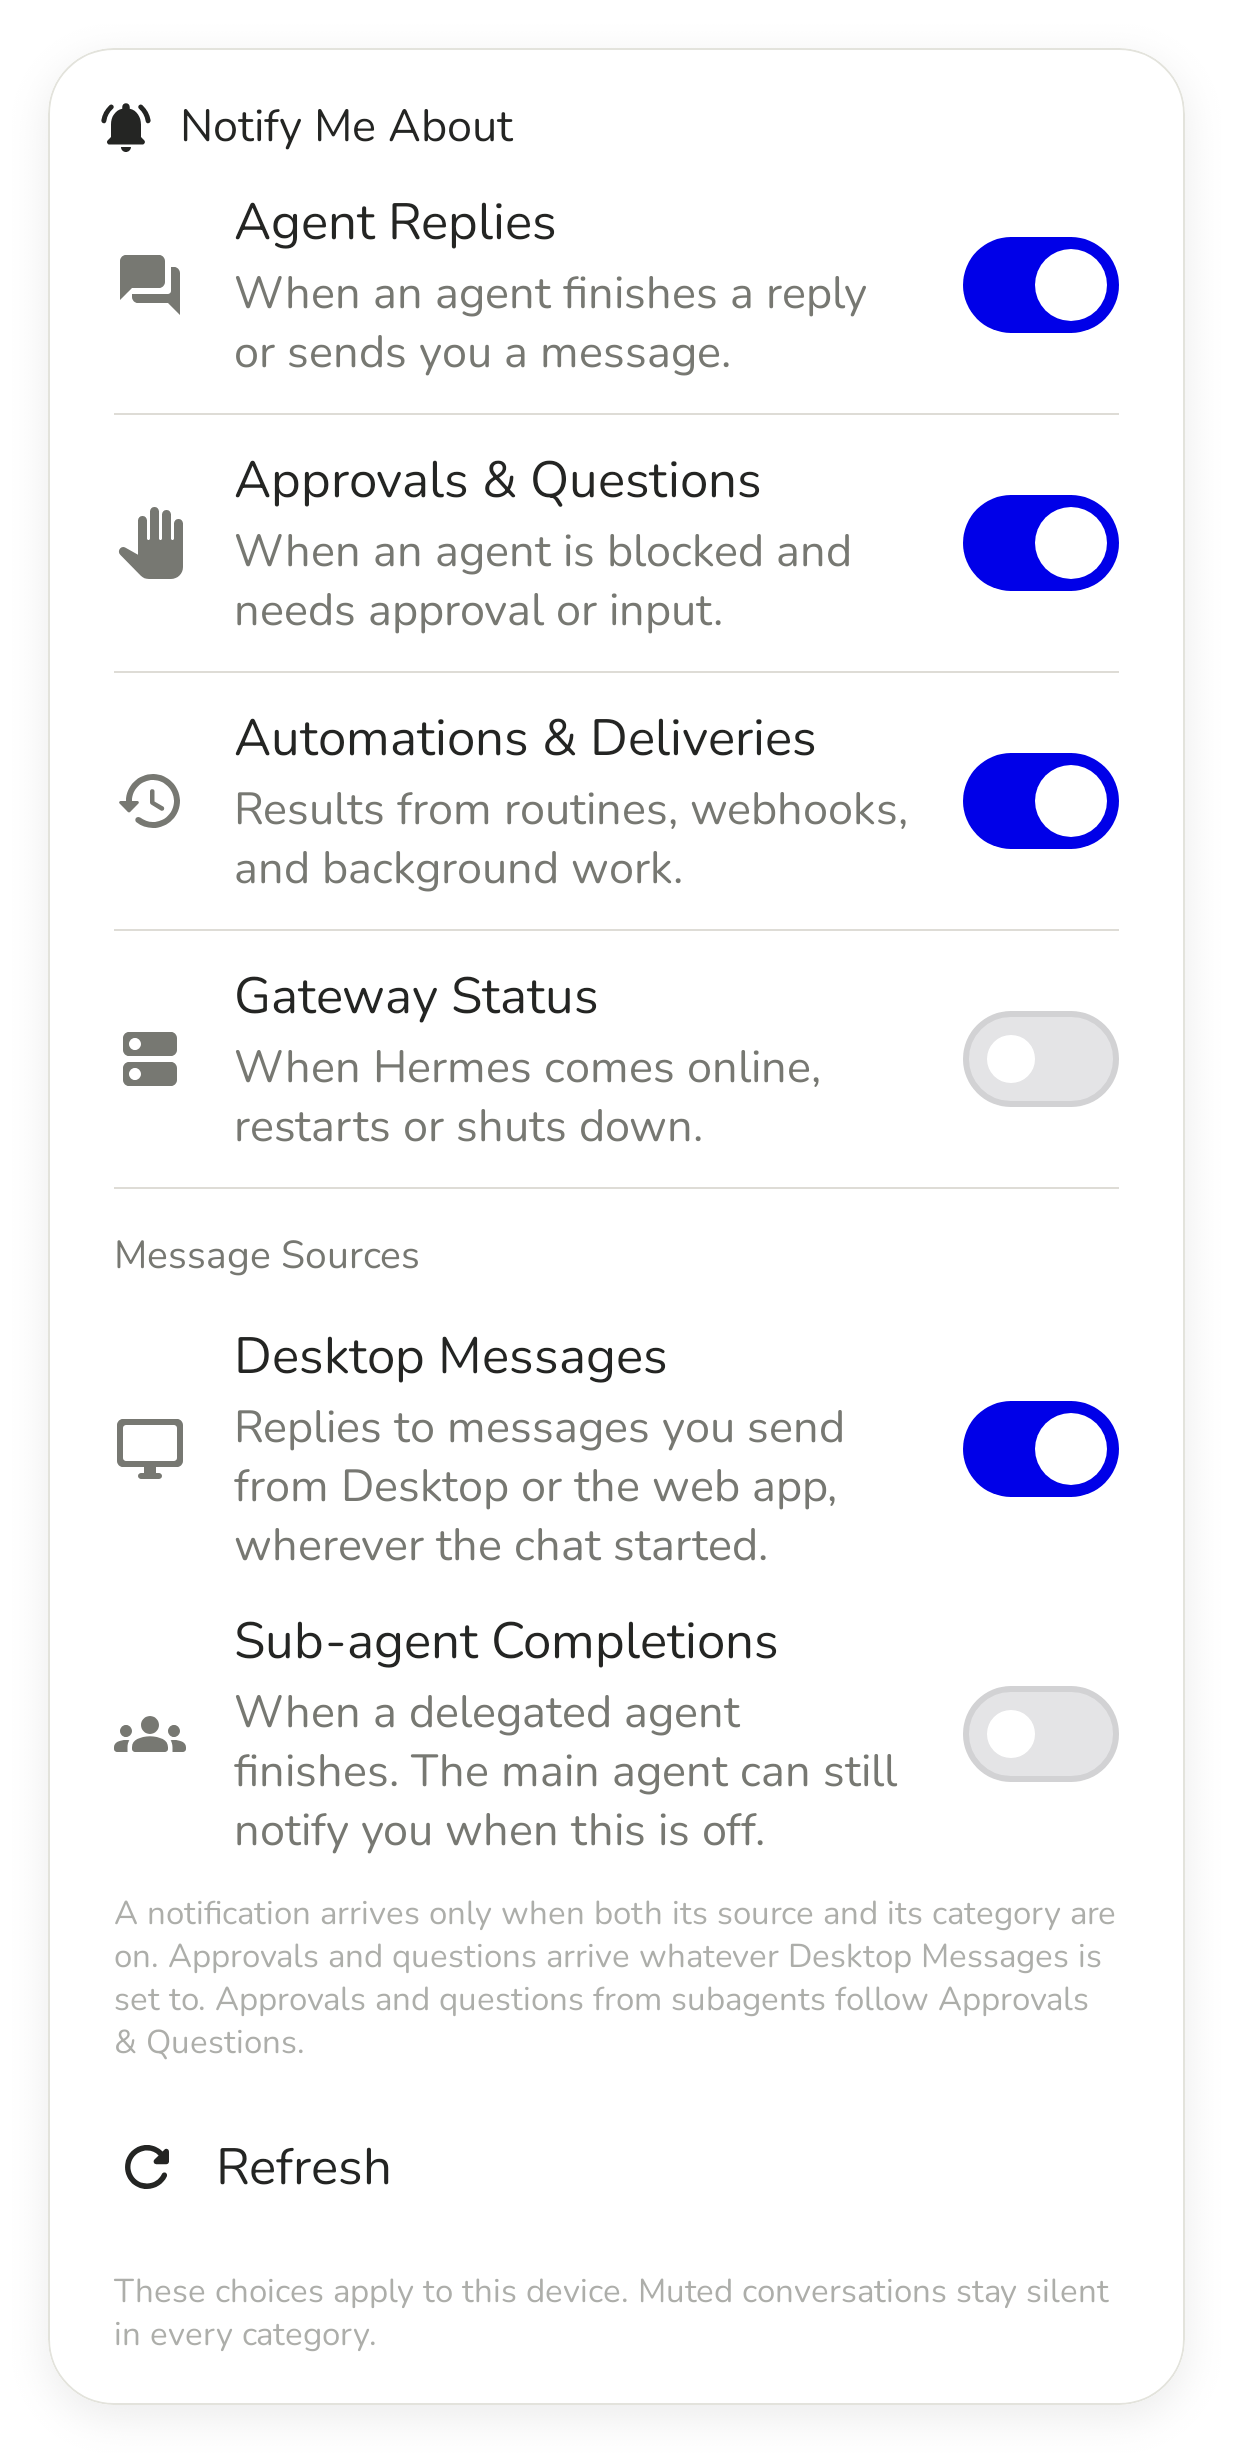 Notify Me About
Agent Replies
When an agent finishes a reply
or sends you a message.
Approvals & Questions
When an agent is blocked and
needs approval or input.
Automations & Deliveries
Results from routines, webhooks,
and background work.
Gateway Status
When Hermes comes online,
restarts or shuts down.
Message Sources
Desktop Messages
Replies to messages you send
from Desktop or the web app,
wherever the chat started.
Sub-agent Completions
When a delegated agent
finishes. The main agent can still
notify you when this is off.
A notification arrives only when both its source and its category are
on. Approvals and questions arrive whatever Desktop Messages is
set to. Approvals and questions from subagents follow Approvals
& Questions.
Refresh
These choices apply to this device. Muted conversations stay silent
in every category.